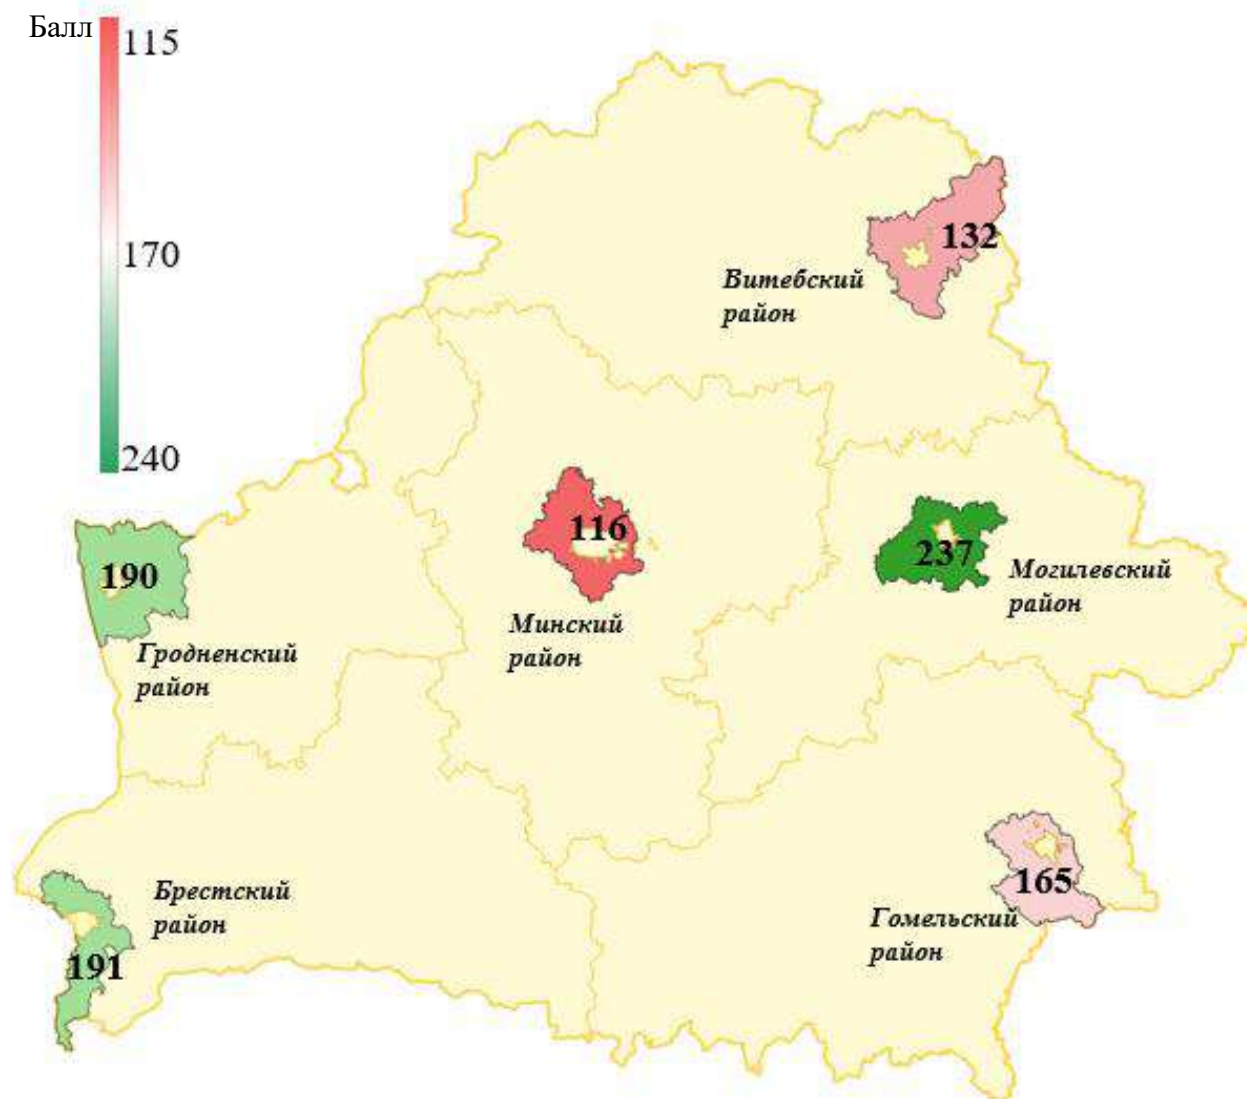 Балл
115
170
240
132
Витебский
район
116
Минский
район
237
Могилевский
район
190
Гродненский
район
Брестский
район
191
165
Гомельский
район